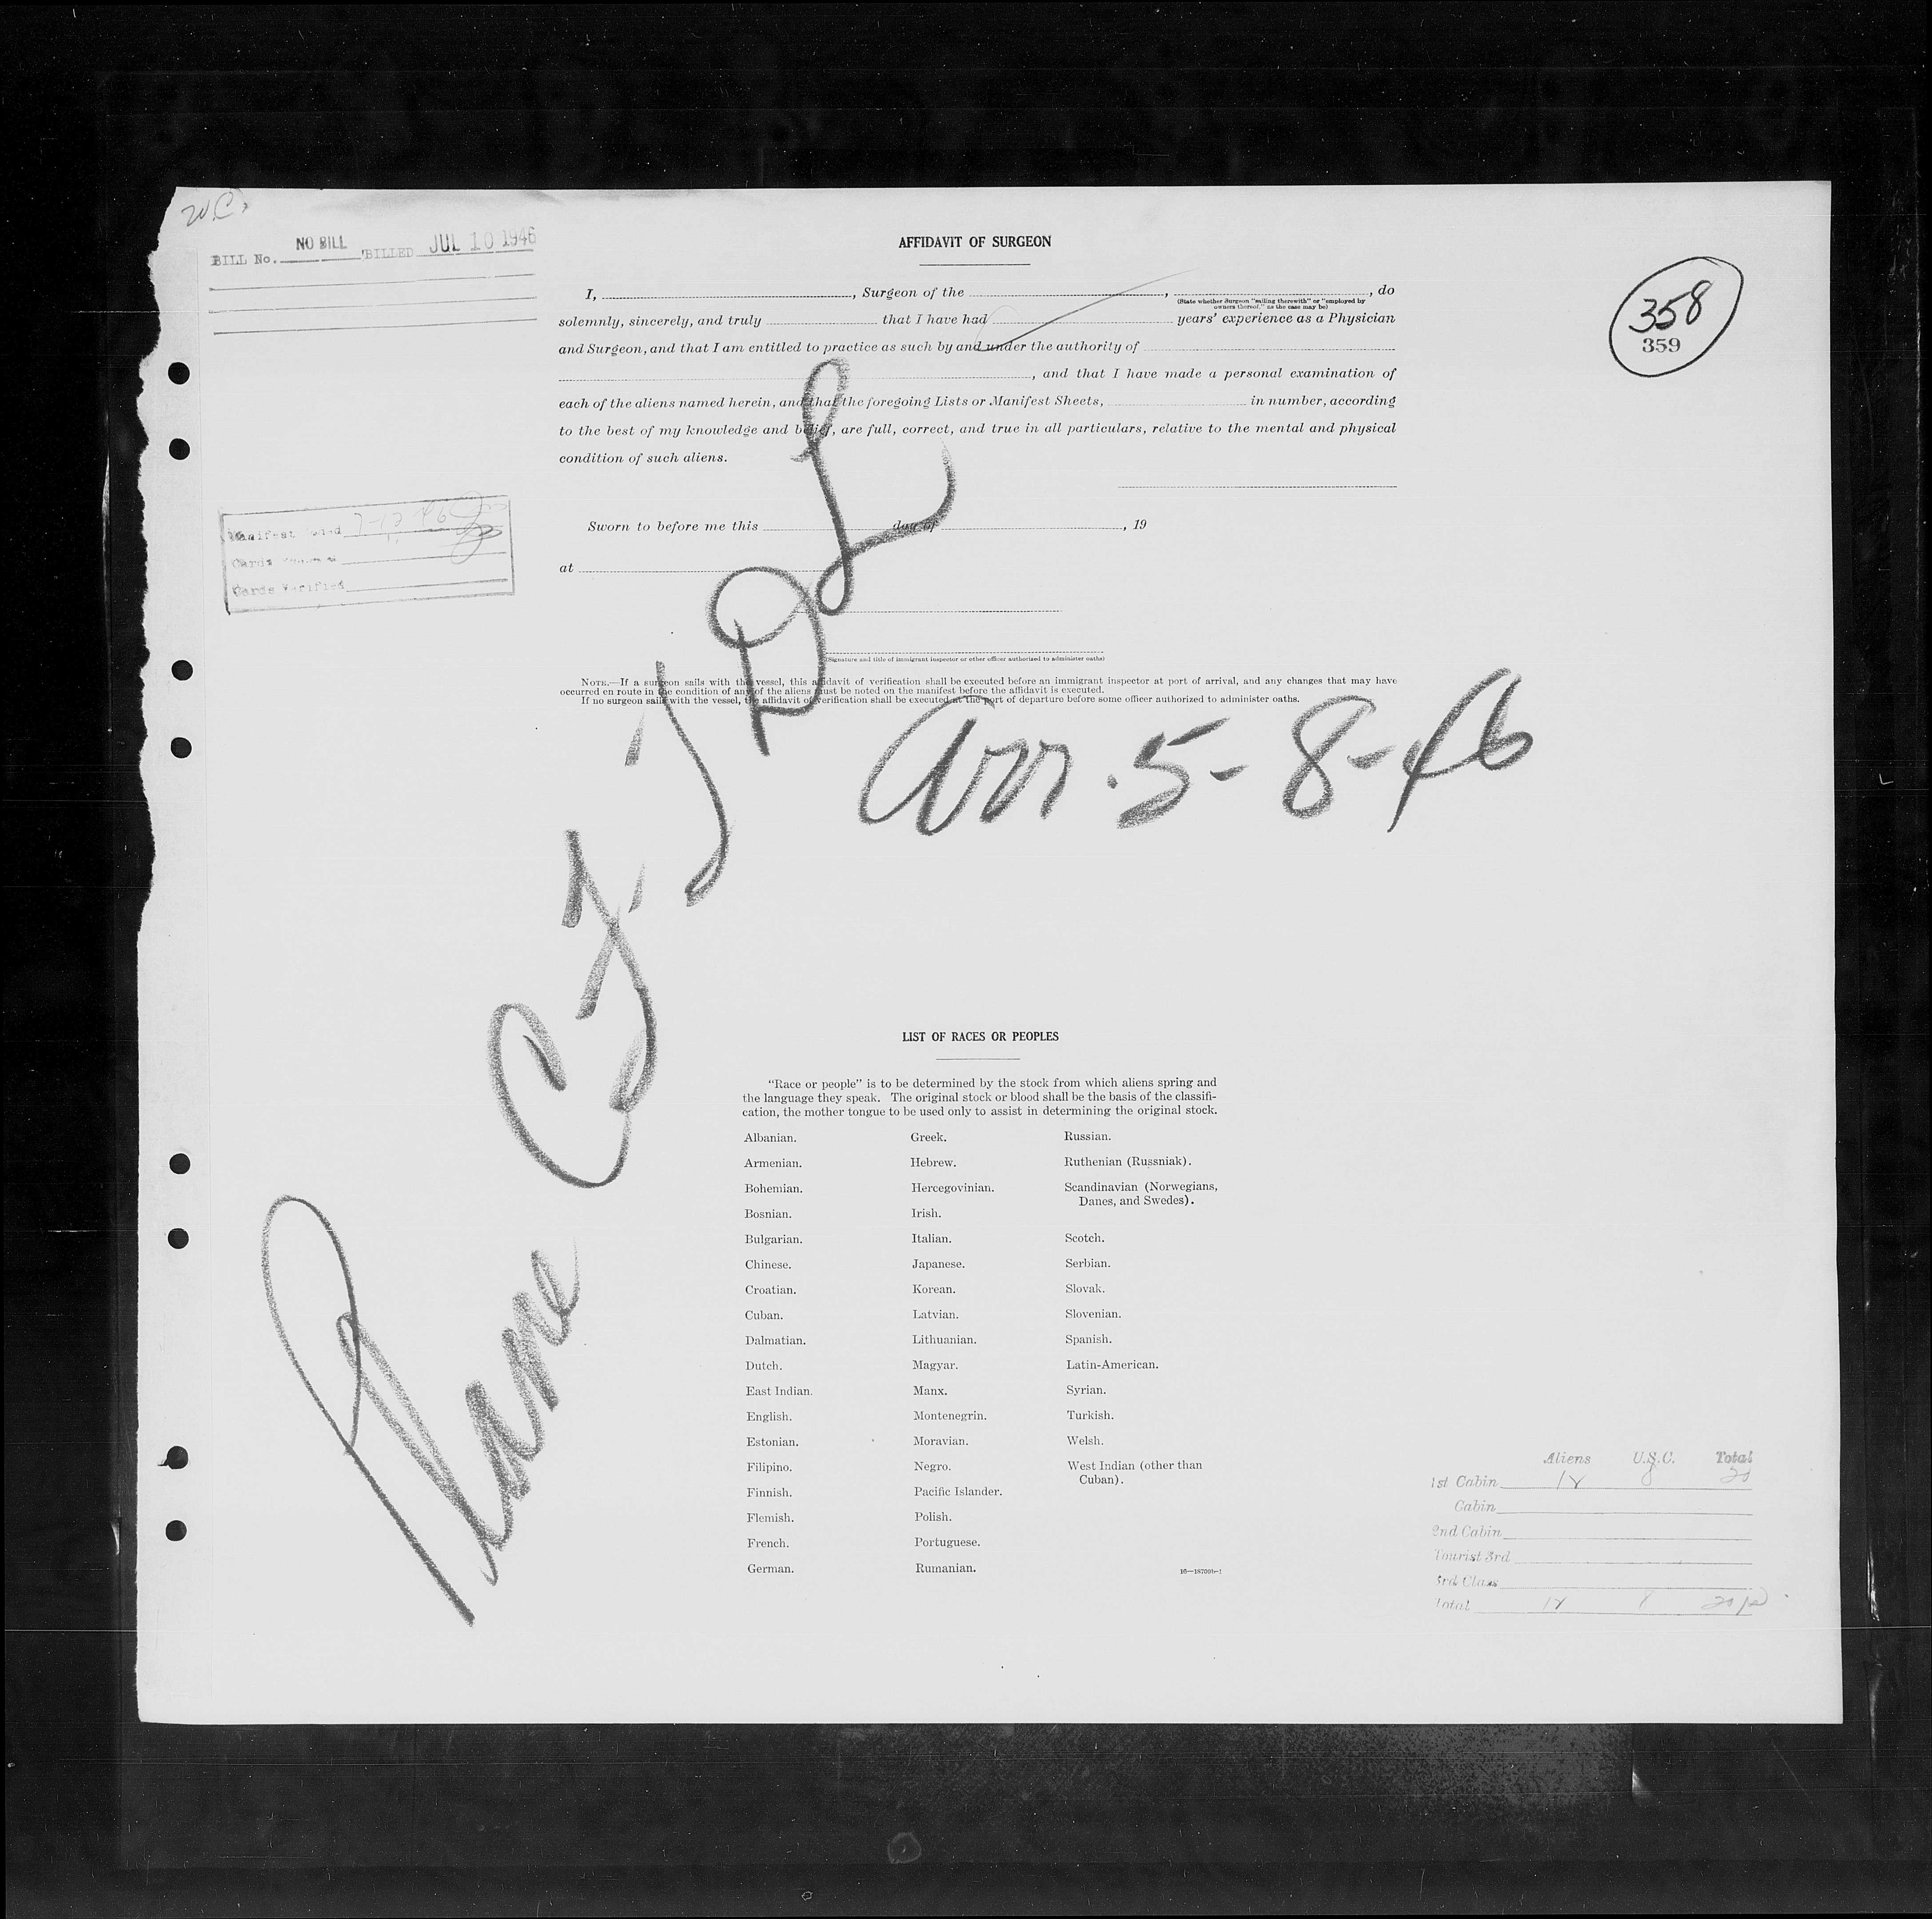 W.C.
NO BILL
BILL No. BILLED JUL 10 1946
AFFIDAVIT OF SURGEON
358
359
I, , Surgeon of the , , do
(State whether Surgeon "sailing therewith" or "employed by
owners thereof," as the case may be)
solemnly, sincerely, and truly that I have had years' experience as a Physician
and Surgeon, and that I am entitled to practice as such by and under the authority of
, and that I have made a personal examination of
each of the aliens named herein, and that the foregoing Lists or Manifest Sheets, in number, according
to the best of my knowledge and belief, are full, correct, and true in all particulars, relative to the mental and physical
condition of such aliens.
Manifest
Cards
Cards Verified
Sworn to before me this day of , 19
at
(Signature and title of immigrant inspector or other officer authorized to administer oaths)
NOTE.—If a surgeon sails with the vessel, this affidavit of verification shall be executed before an immigrant inspector at port of arrival, and any changes that may have
occurred en route in the condition of any of the aliens must be noted on the manifest before the affidavit is executed.
If no surgeon sails with the vessel, the affidavit of verification shall be executed at the port of departure before some officer authorized to administer oaths.
Plane
Arr. 5-8-46
LIST OF RACES OR PEOPLES
"Race or people" is to be determined by the stock from which aliens spring and
the language they speak. The original stock or blood shall be the basis of the classifi-
cation, the mother tongue to be used only to assist in determining the original stock.
Albanian. Greek. Russian.
Armenian. Hebrew. Ruthenian (Russniak).
Bohemian. Hercegovinian. Scandinavian (Norwegians,
Danes, and Swedes).
Bosnian. Irish.
Bulgarian. Italian. Scotch.
Chinese. Japanese. Serbian.
Croatian. Korean. Slovak.
Cuban. Latvian. Slovenian.
Dalmatian. Lithuanian. Spanish.
Dutch. Magyar. Latin-American.
East Indian. Manx. Syrian.
English. Montenegrin. Turkish.
Estonian. Moravian. Welsh.
Filipino. Negro. West Indian (other than
Cuban).
Finnish. Pacific Islander.
Flemish. Polish.
French. Portuguese.
German. Rumanian.
16—18700b-1
Aliens U.S.C. Total
1st Cabin 12 8 20
Cabin
2nd Cabin
Tourist 3rd
3rd Class
Total 12 8 20